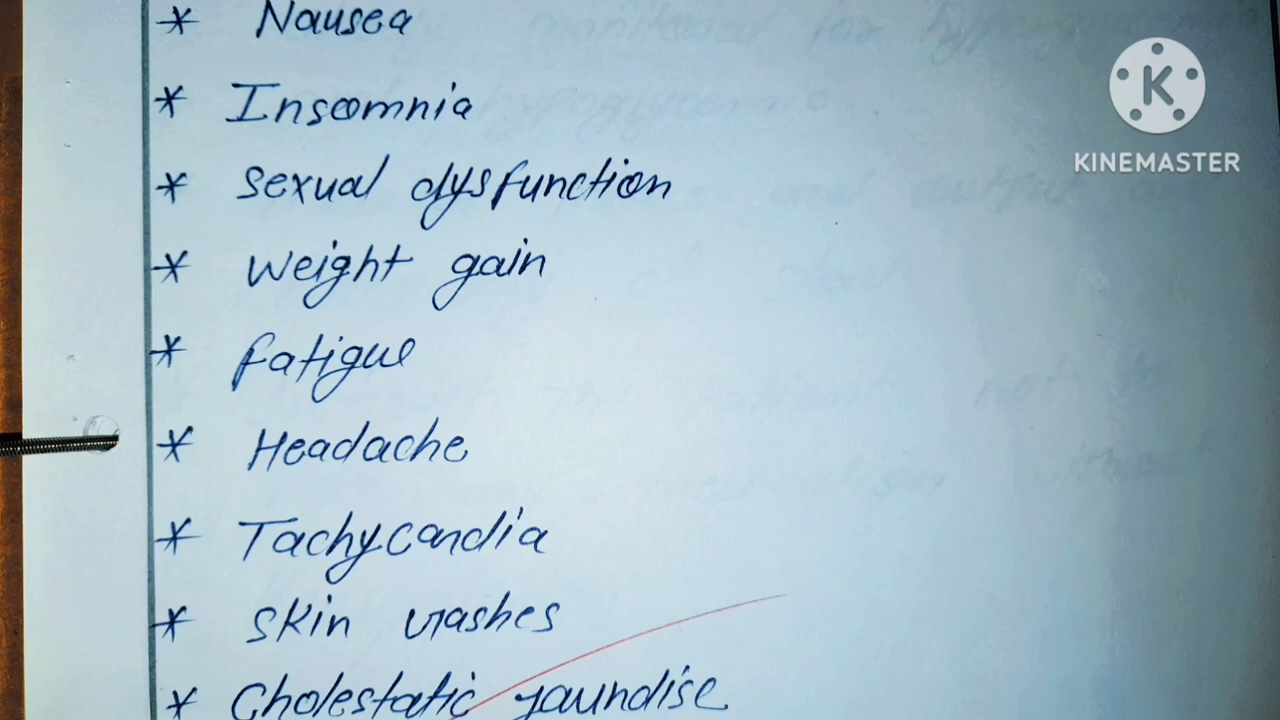 * Nausea
* Insomnia
K
KINEMASTER
* sexual dysfunction
* weight gain
* fatigue
* Headache
* Tachycardia
* skin rashes
* Cholestatic jaundise